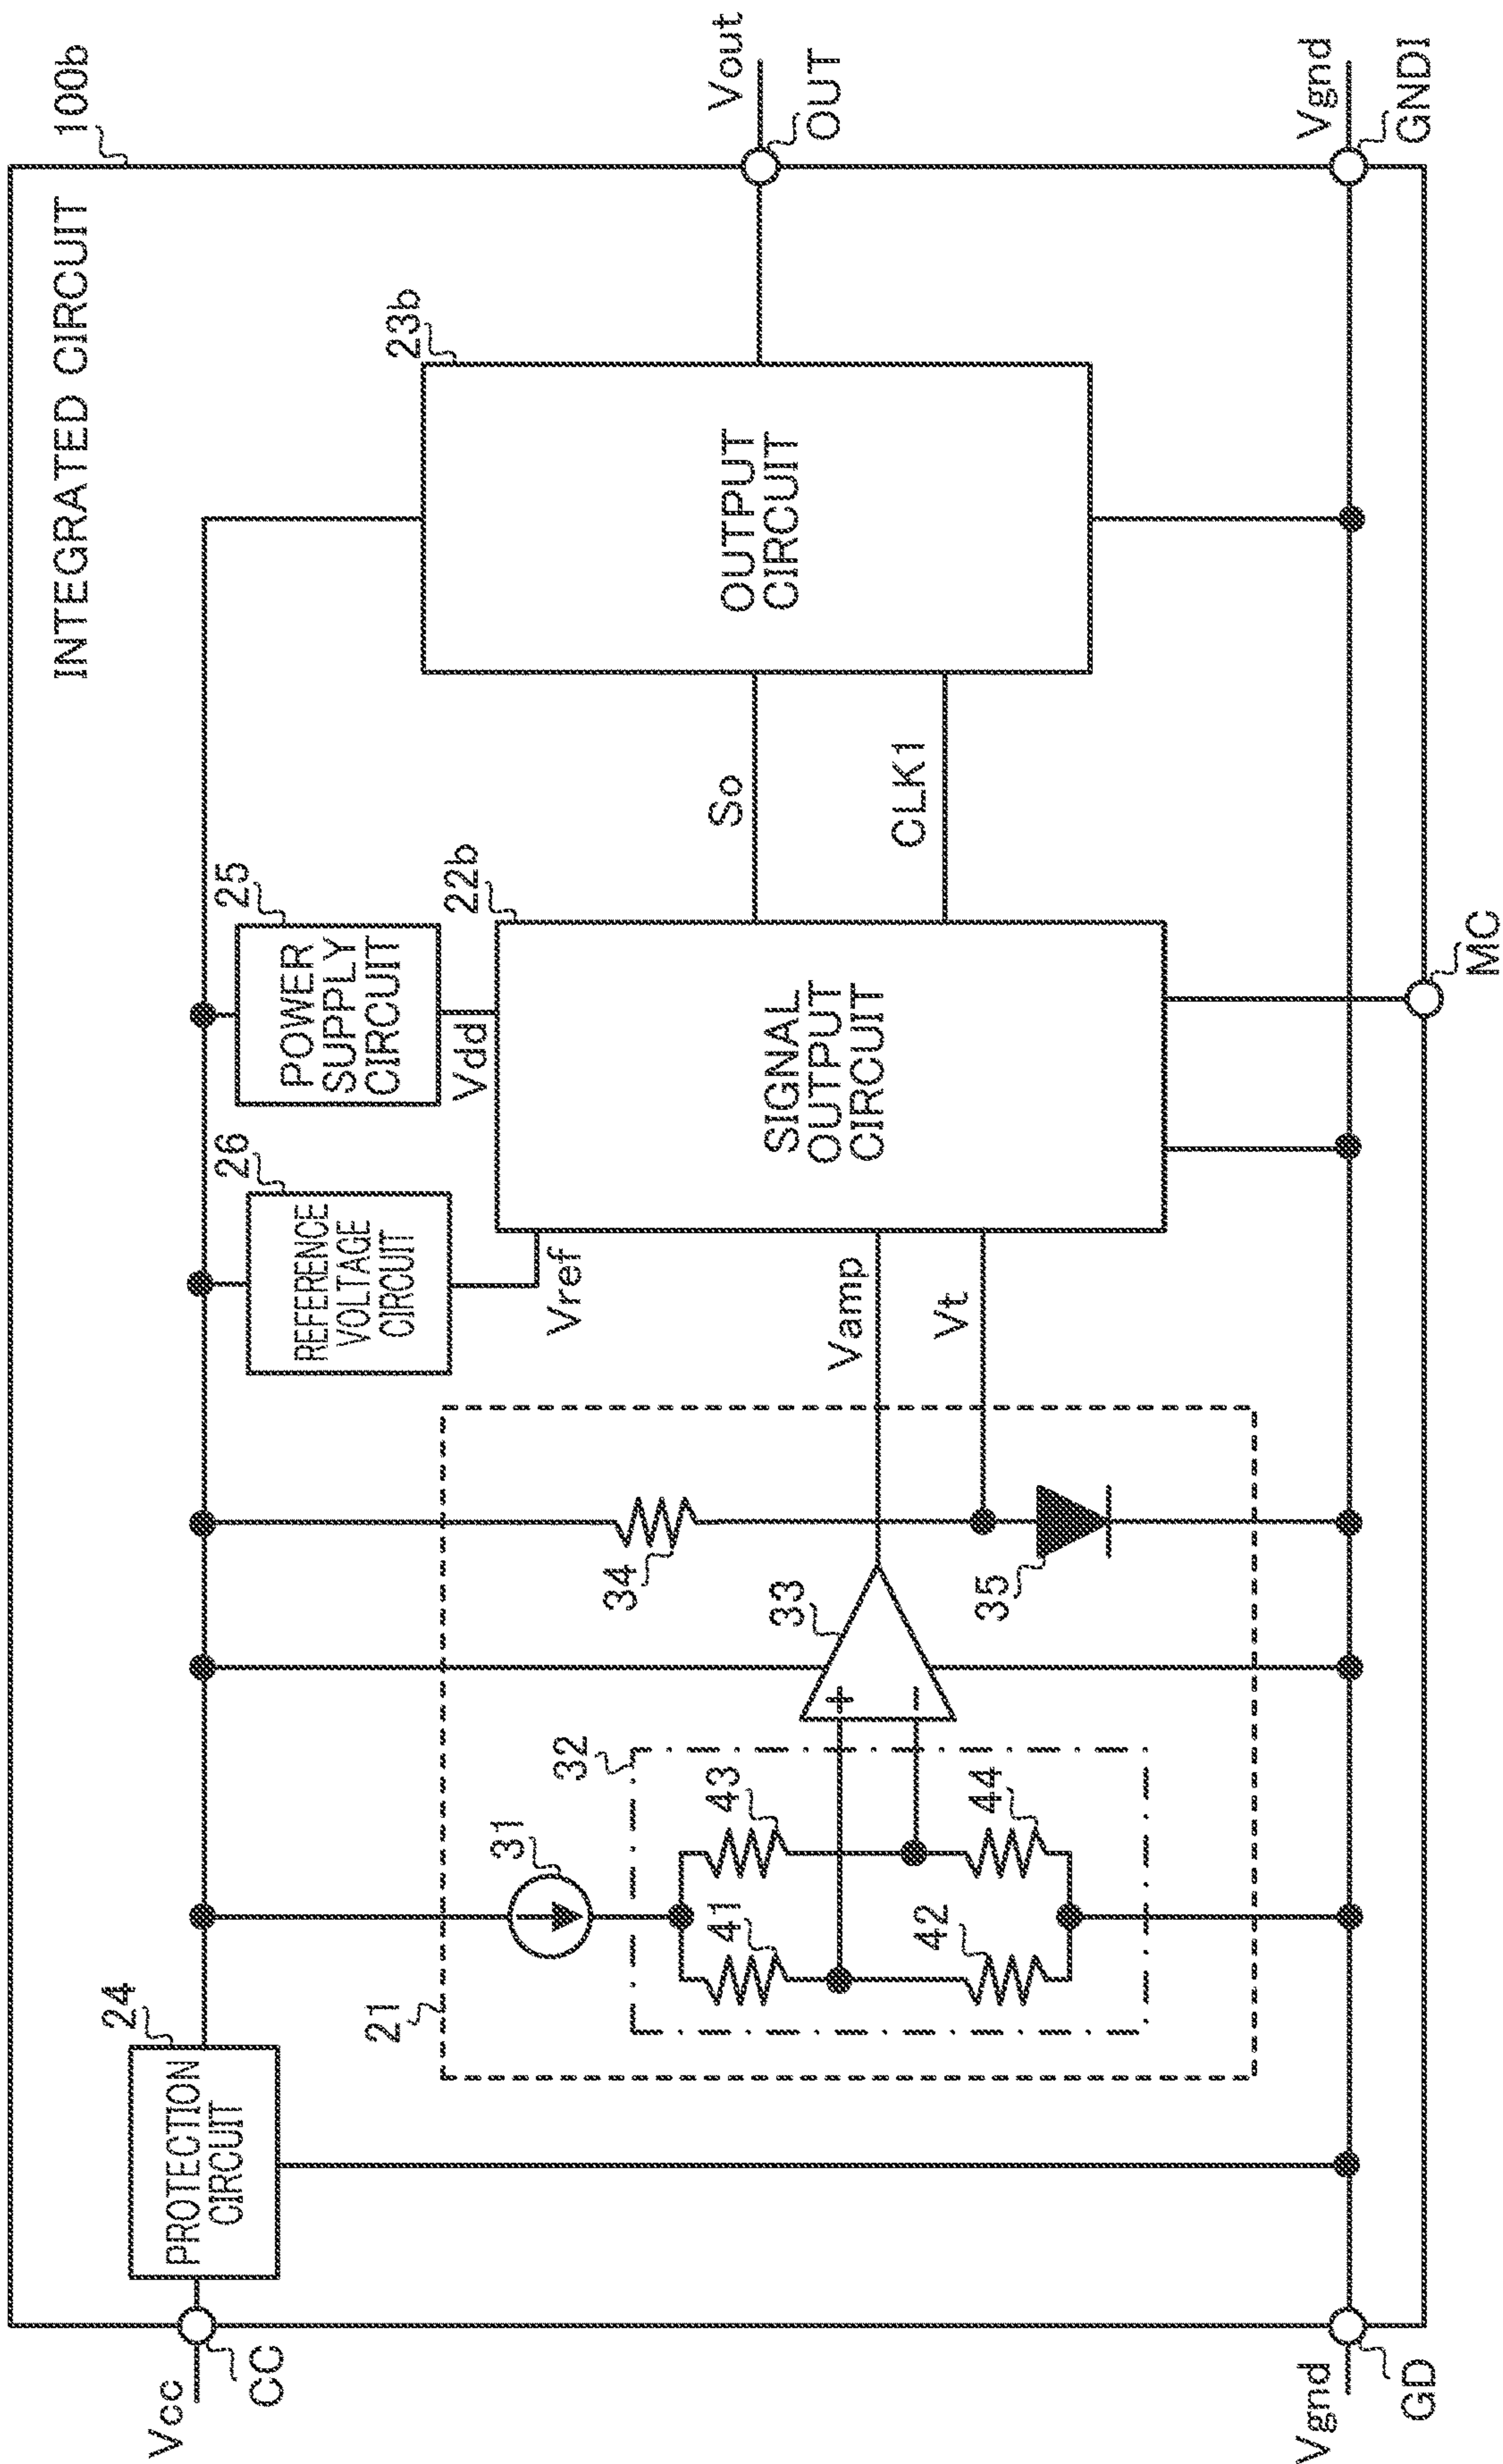 100b
INTEGRATED CIRCUIT
Vcc
CC
24
PROTECTION
CIRCUIT
26
REFERENCE
VOLTAGE
CIRCUIT
Vref
25
POWER
SUPPLY
CIRCUIT
Vdd
21
31
32
41
43
42
44
33
+
−
34
35
Vamp
Vt
22b
SIGNAL
OUTPUT
CIRCUIT
So
CLK1
23b
OUTPUT
CIRCUIT
Vout
OUT
Vgnd
GD
MC
Vgnd
GNDI